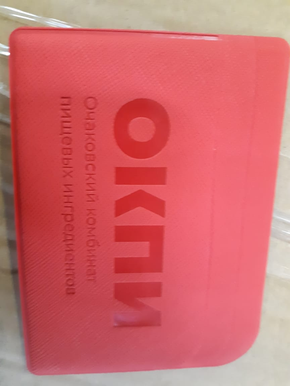 ОКПИ
Очаковский комбинат
пищевых ингредиентов